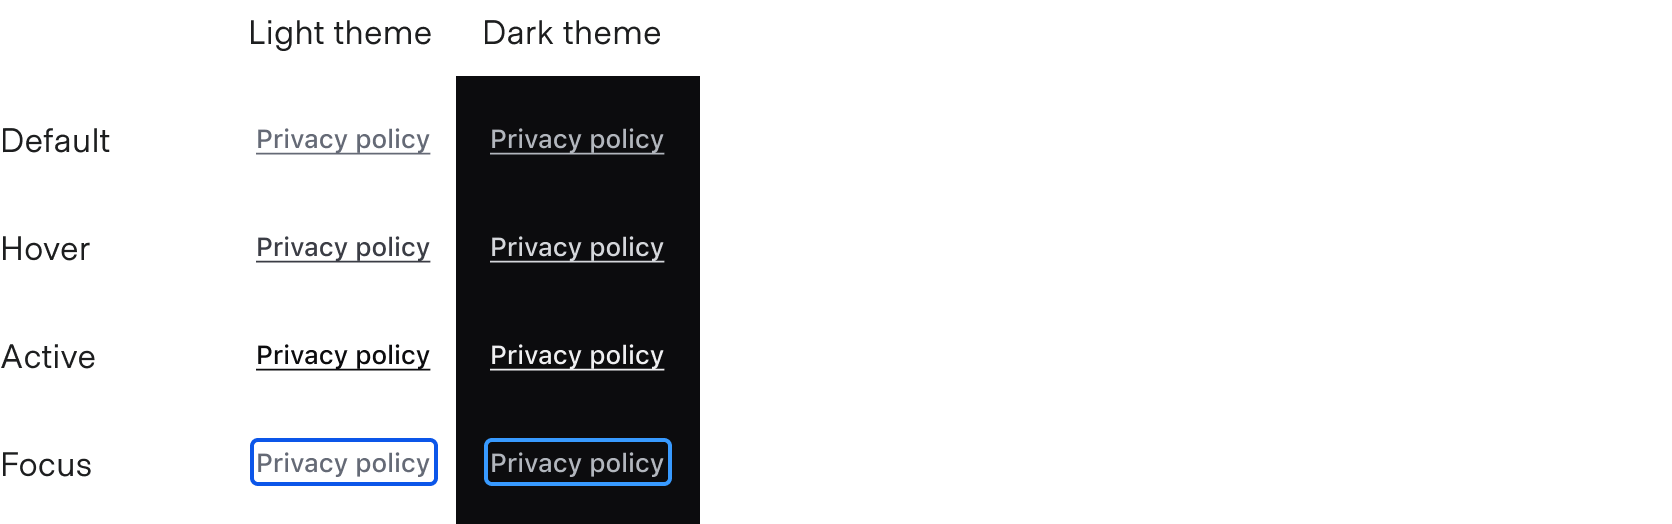 Light theme Dark theme
Default Privacy policy Privacy policy
Hover Privacy policy Privacy policy
Active Privacy policy Privacy policy
Focus Privacy policy Privacy policy